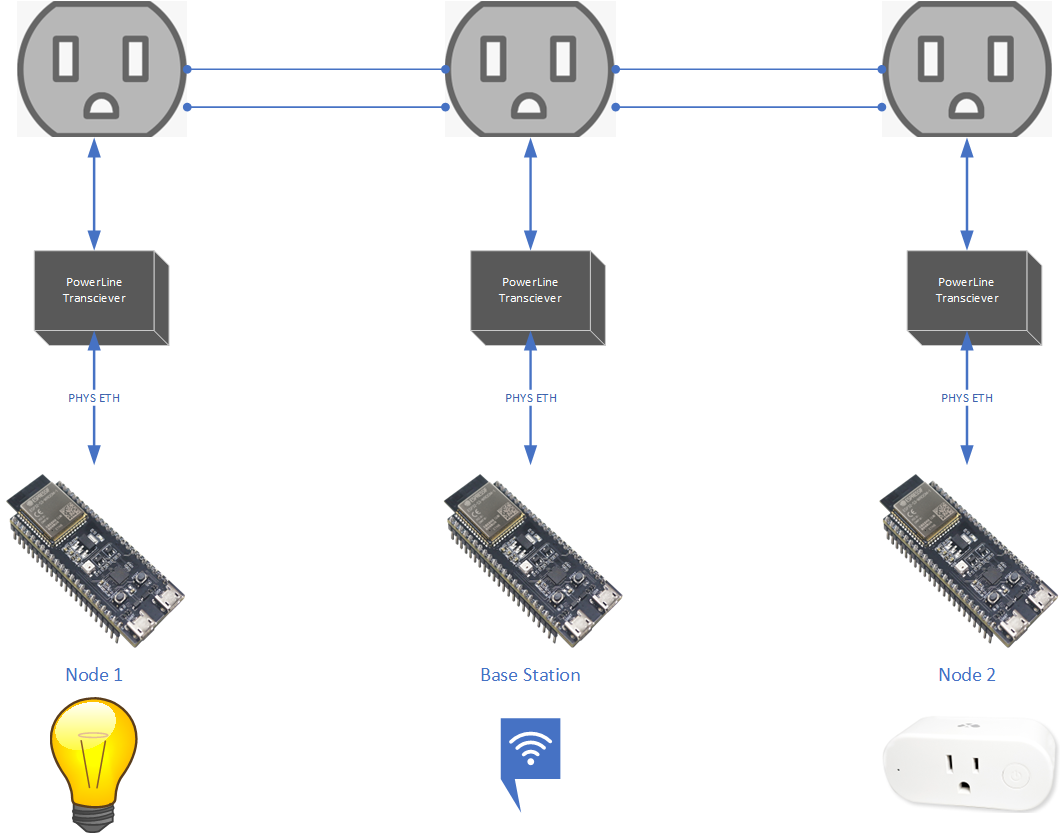 PowerLine
Transciever
PowerLine
Transciever
PowerLine
Transciever
PHYS ETH
PHYS ETH
PHYS ETH
Node 1
Base Station
Node 2